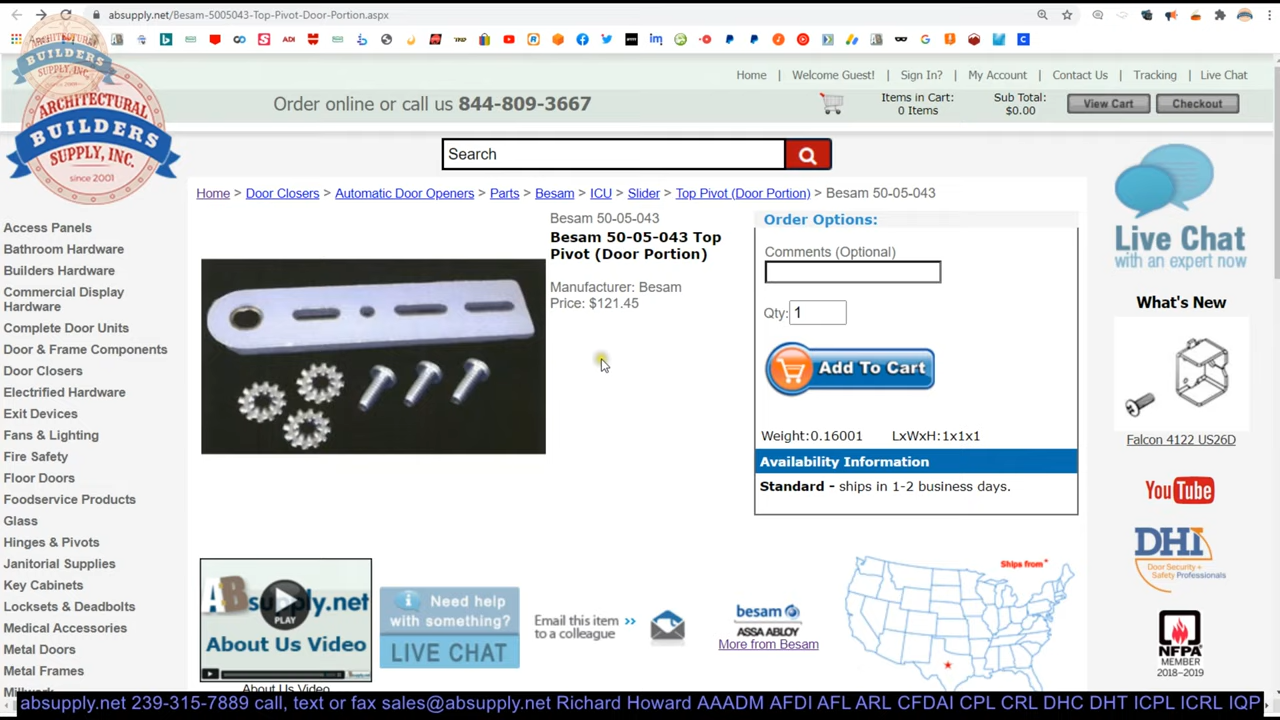 absupply.net/Besam-5005043-Top-Pivot-Door-Portion.aspx
ARCHITECTURAL
BUILDERS
SUPPLY, INC.
since 2001
Home
Welcome Guest!
Sign In?
My Account
Contact Us
Tracking
Live Chat
Order online or call us 844-809-3667
Items in Cart:
0 Items
Sub Total:
$0.00
View Cart
Checkout
Search
Home > Door Closers > Automatic Door Openers > Parts > Besam > ICU > Slider > Top Pivot (Door Portion) > Besam 50-05-043
Access Panels
Bathroom Hardware
Builders Hardware
Commercial Display
Hardware
Complete Door Units
Door & Frame Components
Door Closers
Electrified Hardware
Exit Devices
Fans & Lighting
Fire Safety
Floor Doors
Foodservice Products
Glass
Hinges & Pivots
Janitorial Supplies
Key Cabinets
Locksets & Deadbolts
Medical Accessories
Metal Doors
Metal Frames
Besam 50-05-043
Besam 50-05-043 Top
Pivot (Door Portion)
Manufacturer: Besam
Price: $121.45
Order Options:
Comments (Optional)
Qty: 1
Add To Cart
Weight:0.16001 LxWxH:1x1x1
Availability Information
Standard - ships in 1-2 business days.
Live Chat
with an expert now
What's New
Falcon 4122 US26D
YouTube
DHI
Door Security +
Safety Professionals
NFPA
MEMBER
2018-2019
ABsupply.net
PLAY
About Us Video
About Us Video
Need help
with something?
LIVE CHAT
Email this item >>
to a colleague
besam
ASSA ABLOY
More from Besam
Ships from*
absupply.net 239-315-7889 call, text or fax sales@absupply.net Richard Howard AAADM AFDI AFL ARL CFDAI CPL CRL DHC DHT ICPL ICRL IQP